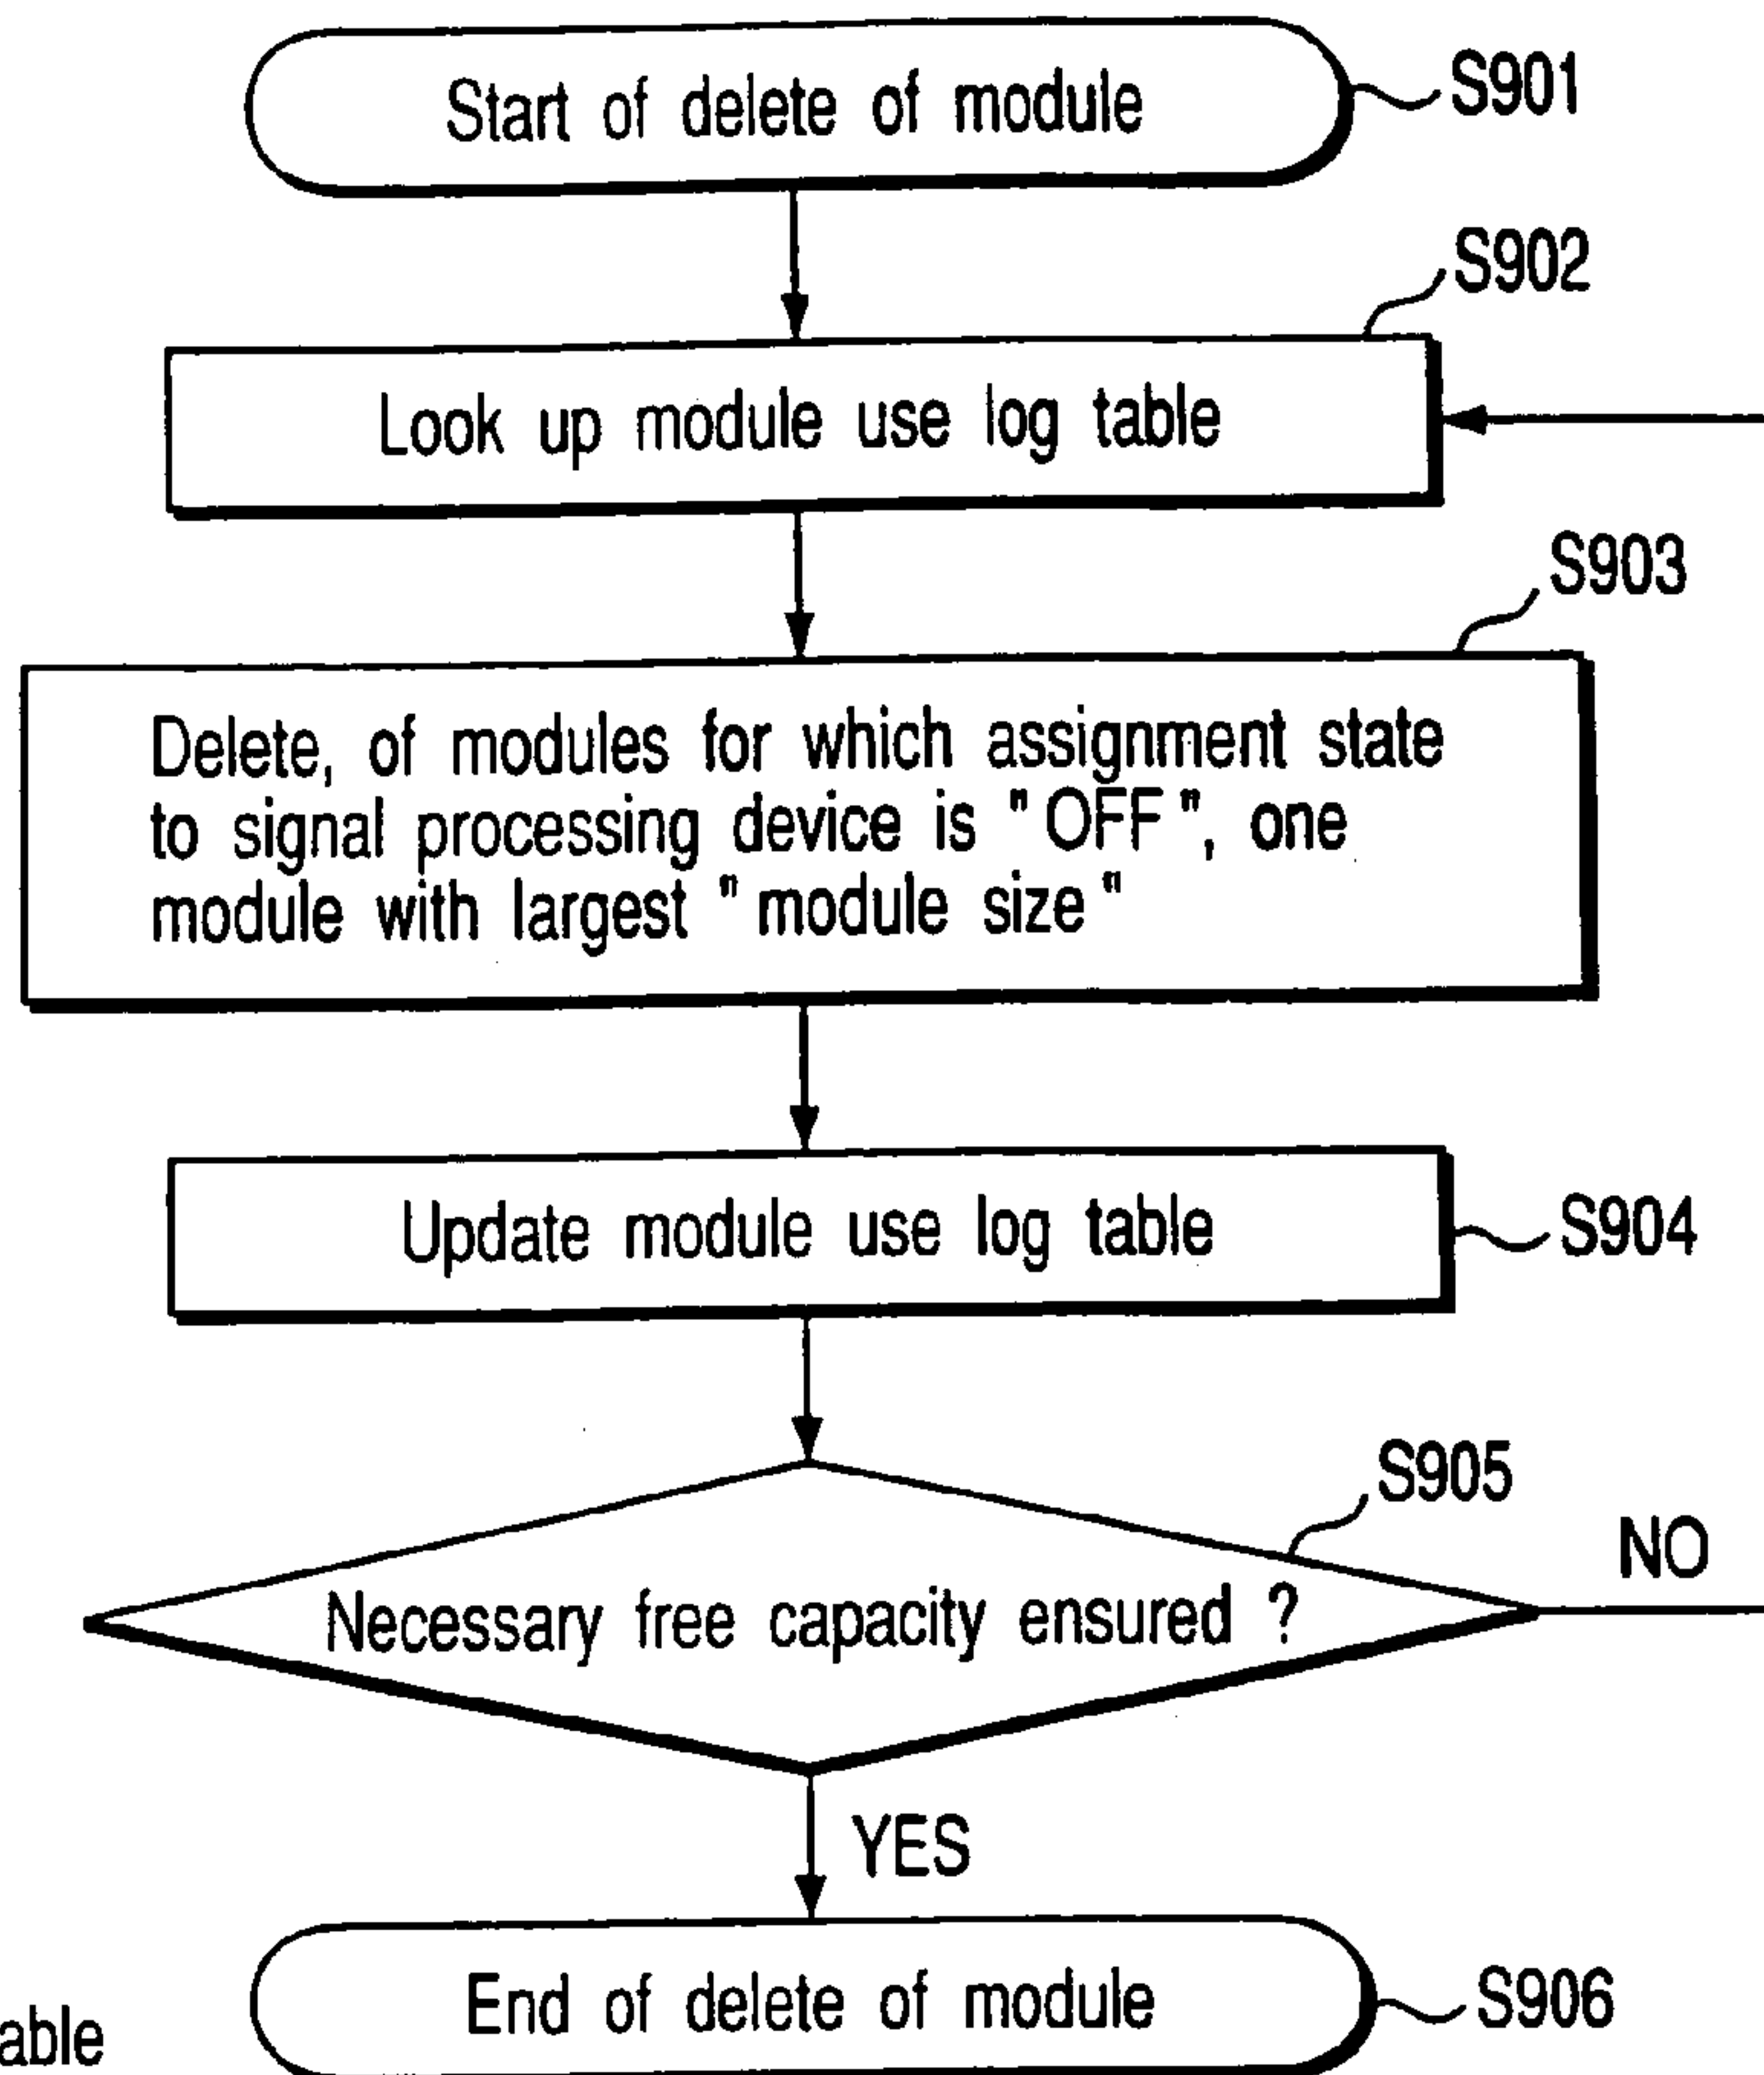 Start of delete of module
S901
S902
Look up module use log table
S903
Delete, of modules for which assignment state
to signal processing device is "OFF", one
module with largest "module size"
Update module use log table
S904
S905
NO
Necessary free capacity ensured ?
YES
End of delete of module
S906
able